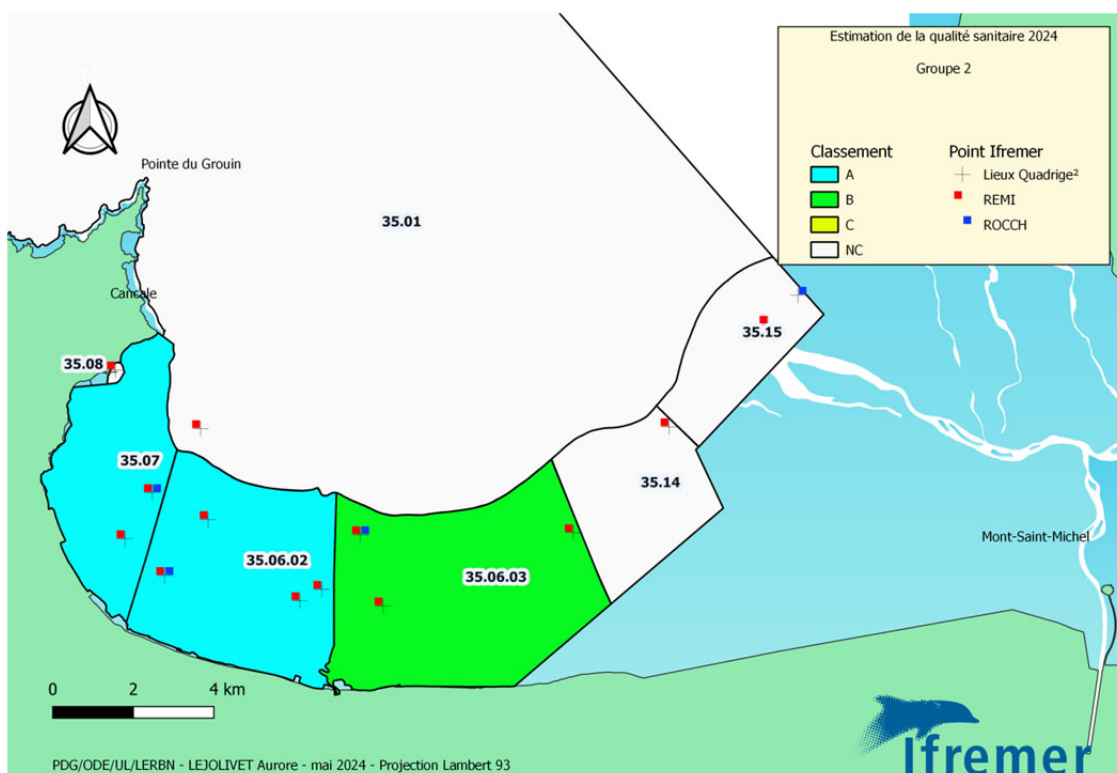 Estimation de la qualité sanitaire 2024
Groupe 2
Classement
A
B
C
NC
Point Ifremer
Lieux Quadrige²
REMI
ROCCH
Pointe du Grouin
35.01
Cancale
35.15
35.08
35.07
35.14
35.06.02
35.06.03
Mont-Saint-Michel
0 2 4 km
Ifremer
PDG/ODE/UL/LERBN - LEJOLIVET Aurore - mai 2024 - Projection Lambert 93